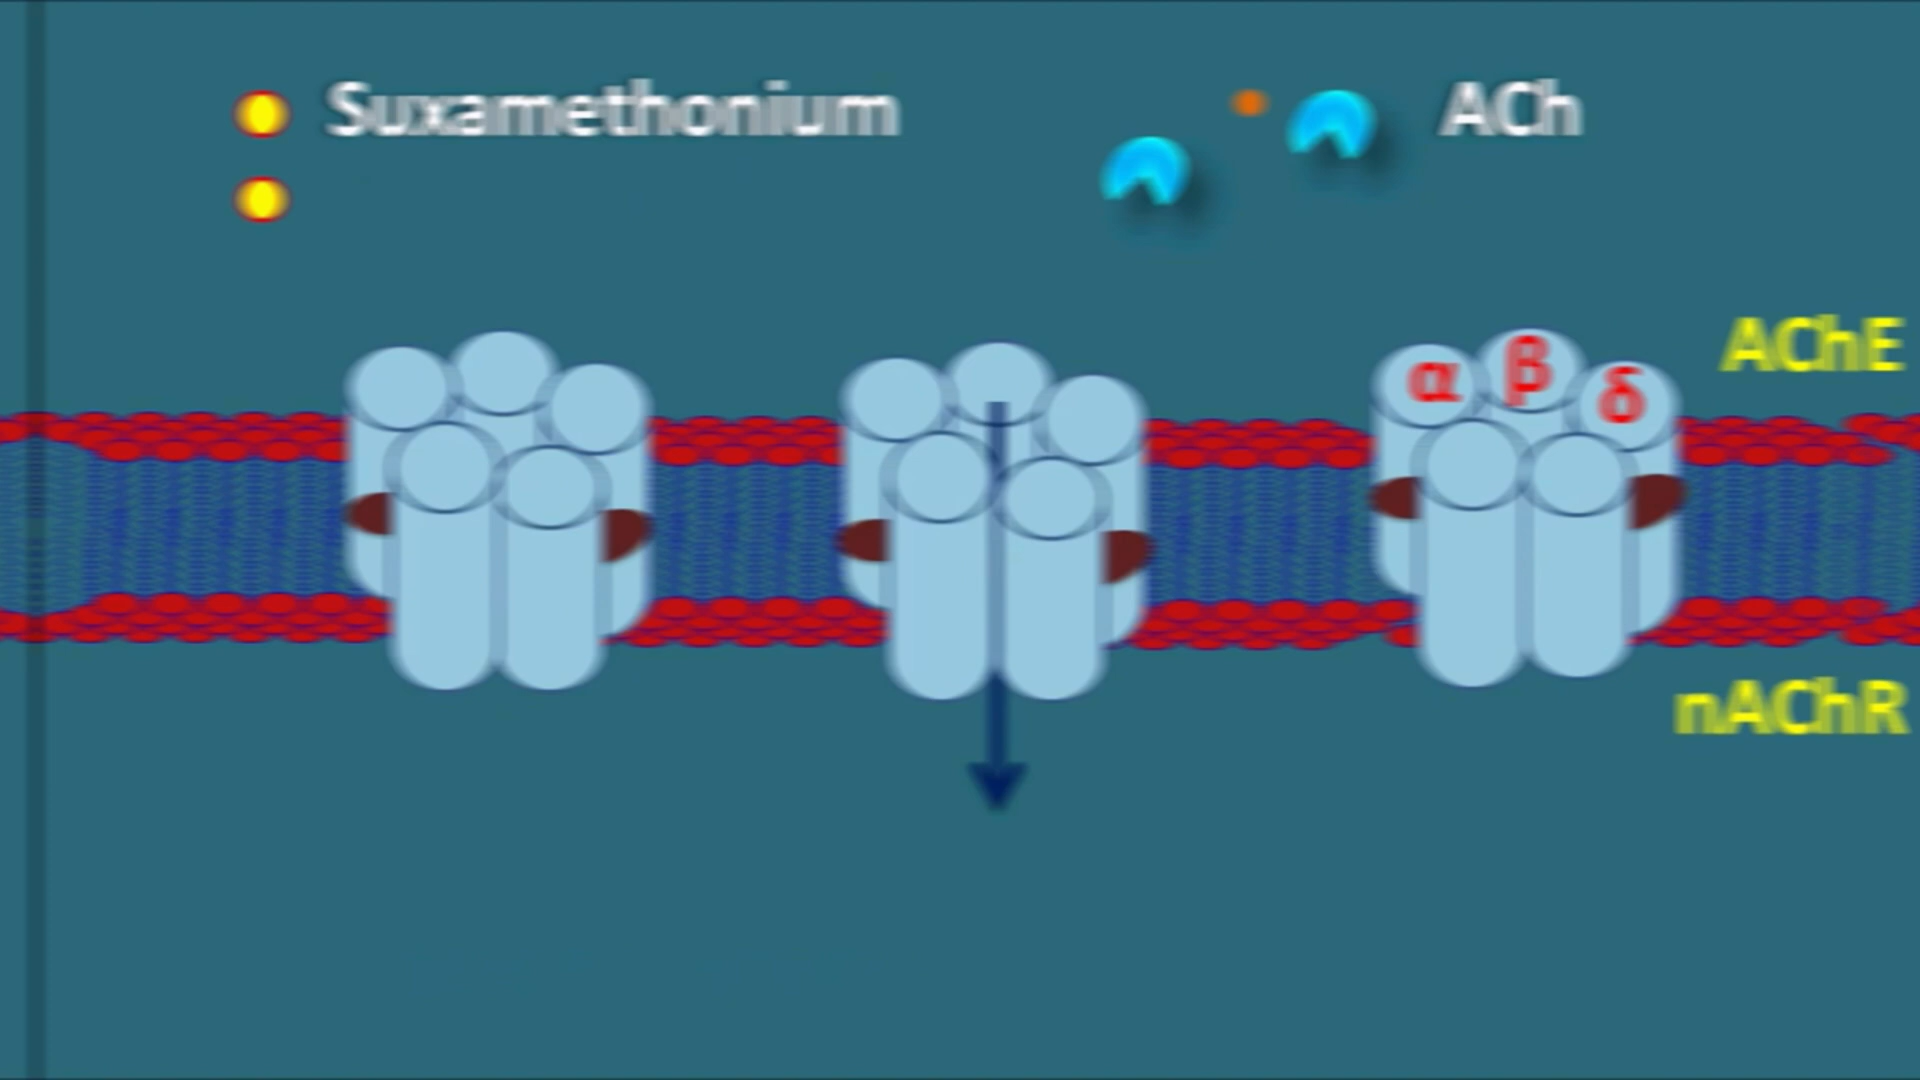 Suxamethonium
ACh
AChE
α
β
δ
nAChR